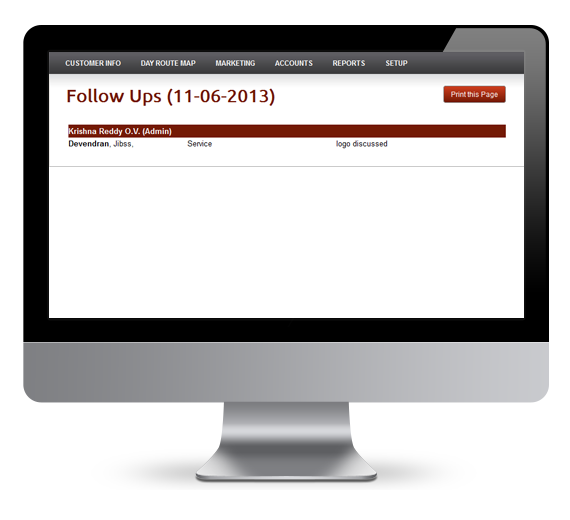 CUSTOMER INFO DAY ROUTE MAP MARKETING ACCOUNTS REPORTS SETUP
Follow Ups (11-06-2013) Print this Page
Krishna Reddy O.V. (Admin)
Devendran, Jibss, Service logo discussed